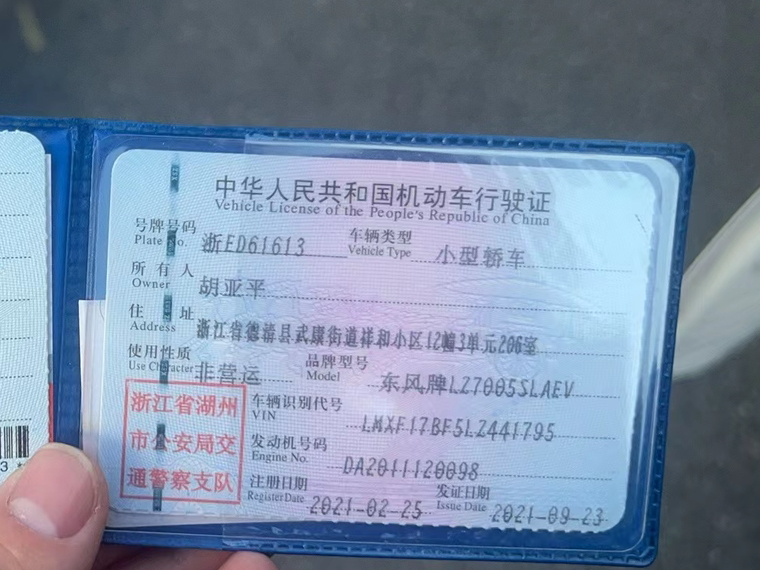 中华人民共和国机动车行驶证
Vehicle License of the People's Republic of China
号牌号码 浙ED61613 车辆类型 小型轿车
Plate No. Vehicle Type
所有人 胡亚平
Owner
住址 浙江省德清县武康街道祥和小区12幢3单元206室
Address
使用性质 非营运 品牌型号 东风牌LZ7005SLAEV
Use Character Model
浙江省湖州
市公安局交
通警察支队
车辆识别代号 LMXF17BF5LZ441795
VIN
发动机号码 DA2011120098
Engine No.
注册日期 2021-02-25 发证日期 2021-09-23
Register Date Issue Date